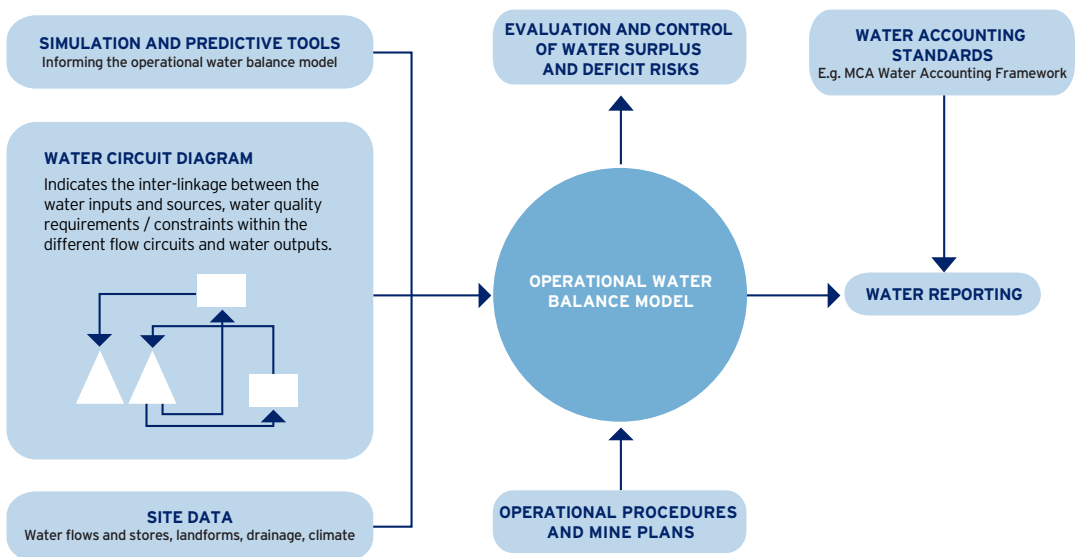 SIMULATION AND PREDICTIVE TOOLS
Informing the operational water balance model
WATER CIRCUIT DIAGRAM
Indicates the inter-linkage between the
water inputs and sources, water quality
requirements / constraints within the
different flow circuits and water outputs.
SITE DATA
Water flows and stores, landforms, drainage, climate
EVALUATION AND CONTROL
OF WATER SURPLUS
AND DEFICIT RISKS
OPERATIONAL WATER
BALANCE MODEL
OPERATIONAL PROCEDURES
AND MINE PLANS
WATER ACCOUNTING
STANDARDS
E.g. MCA Water Accounting Framework
WATER REPORTING